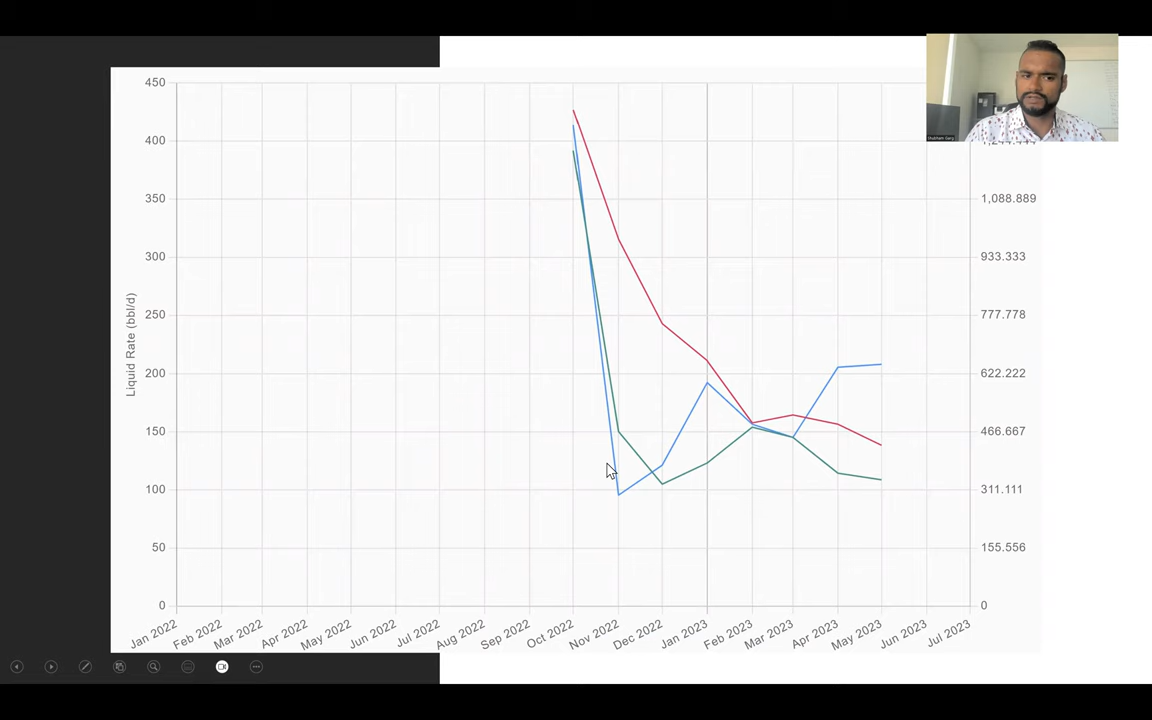 450
400
350
300
250
200
150
100
50
0
Liquid Rate (bbl/d)
1,088.889
933.333
777.778
622.222
466.667
311.111
155.556
0
Jan 2022
Feb 2022
Mar 2022
Apr 2022
May 2022
Jun 2022
Jul 2022
Aug 2022
Sep 2022
Oct 2022
Nov 2022
Dec 2022
Jan 2023
Feb 2023
Mar 2023
Apr 2023
May 2023
Jun 2023
Jul 2023